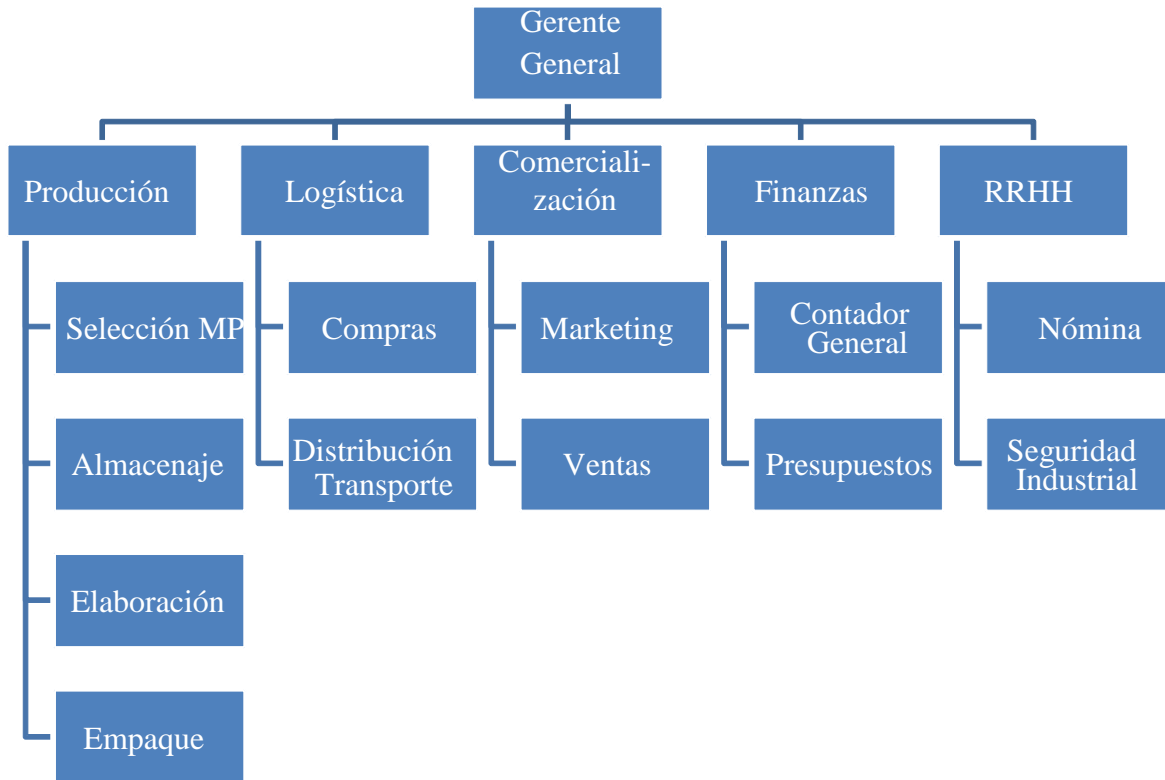 Gerente
General
Producción
Logística
Comerciali-
zación
Finanzas
RRHH
Selección MP
Compras
Marketing
Contador
General
Nómina
Almacenaje
Distribución
Transporte
Ventas
Presupuestos
Seguridad
Industrial
Elaboración
Empaque